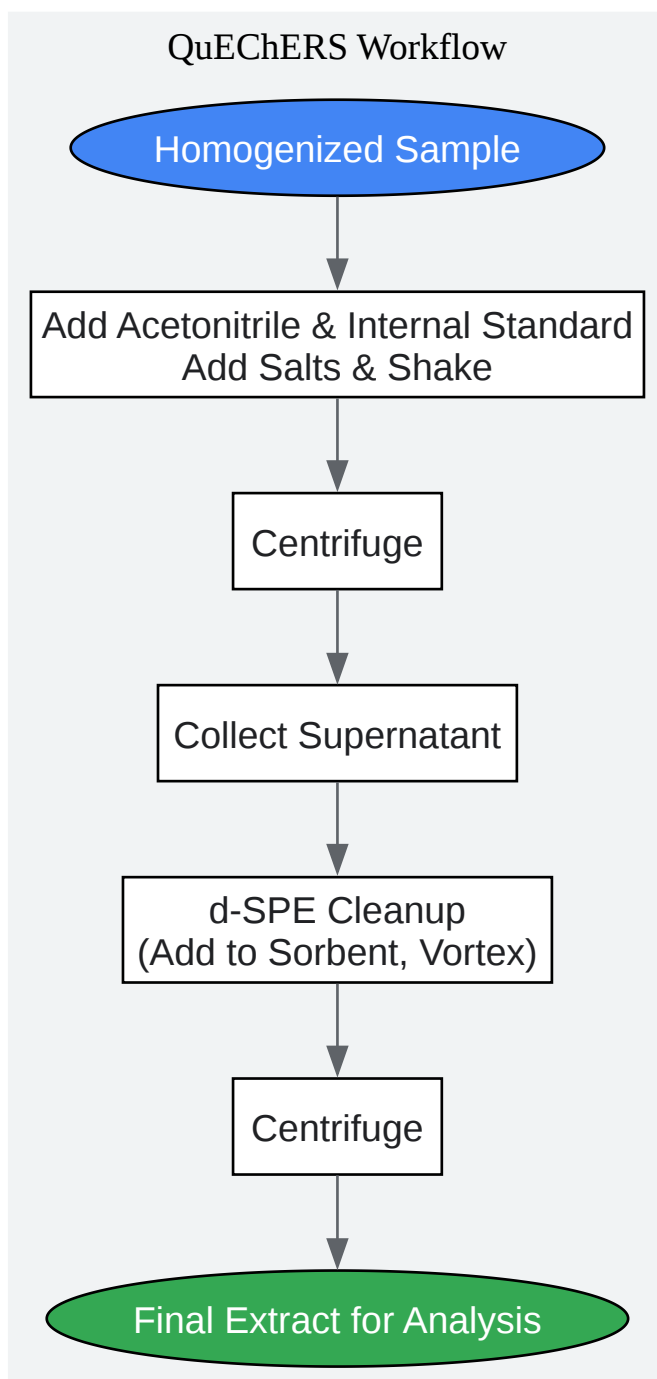 QuEChERS Workflow
Homogenized Sample
Add Acetonitrile & Internal Standard
Add Salts & Shake
Centrifuge
Collect Supernatant
d-SPE Cleanup
(Add to Sorbent, Vortex)
Centrifuge
Final Extract for Analysis